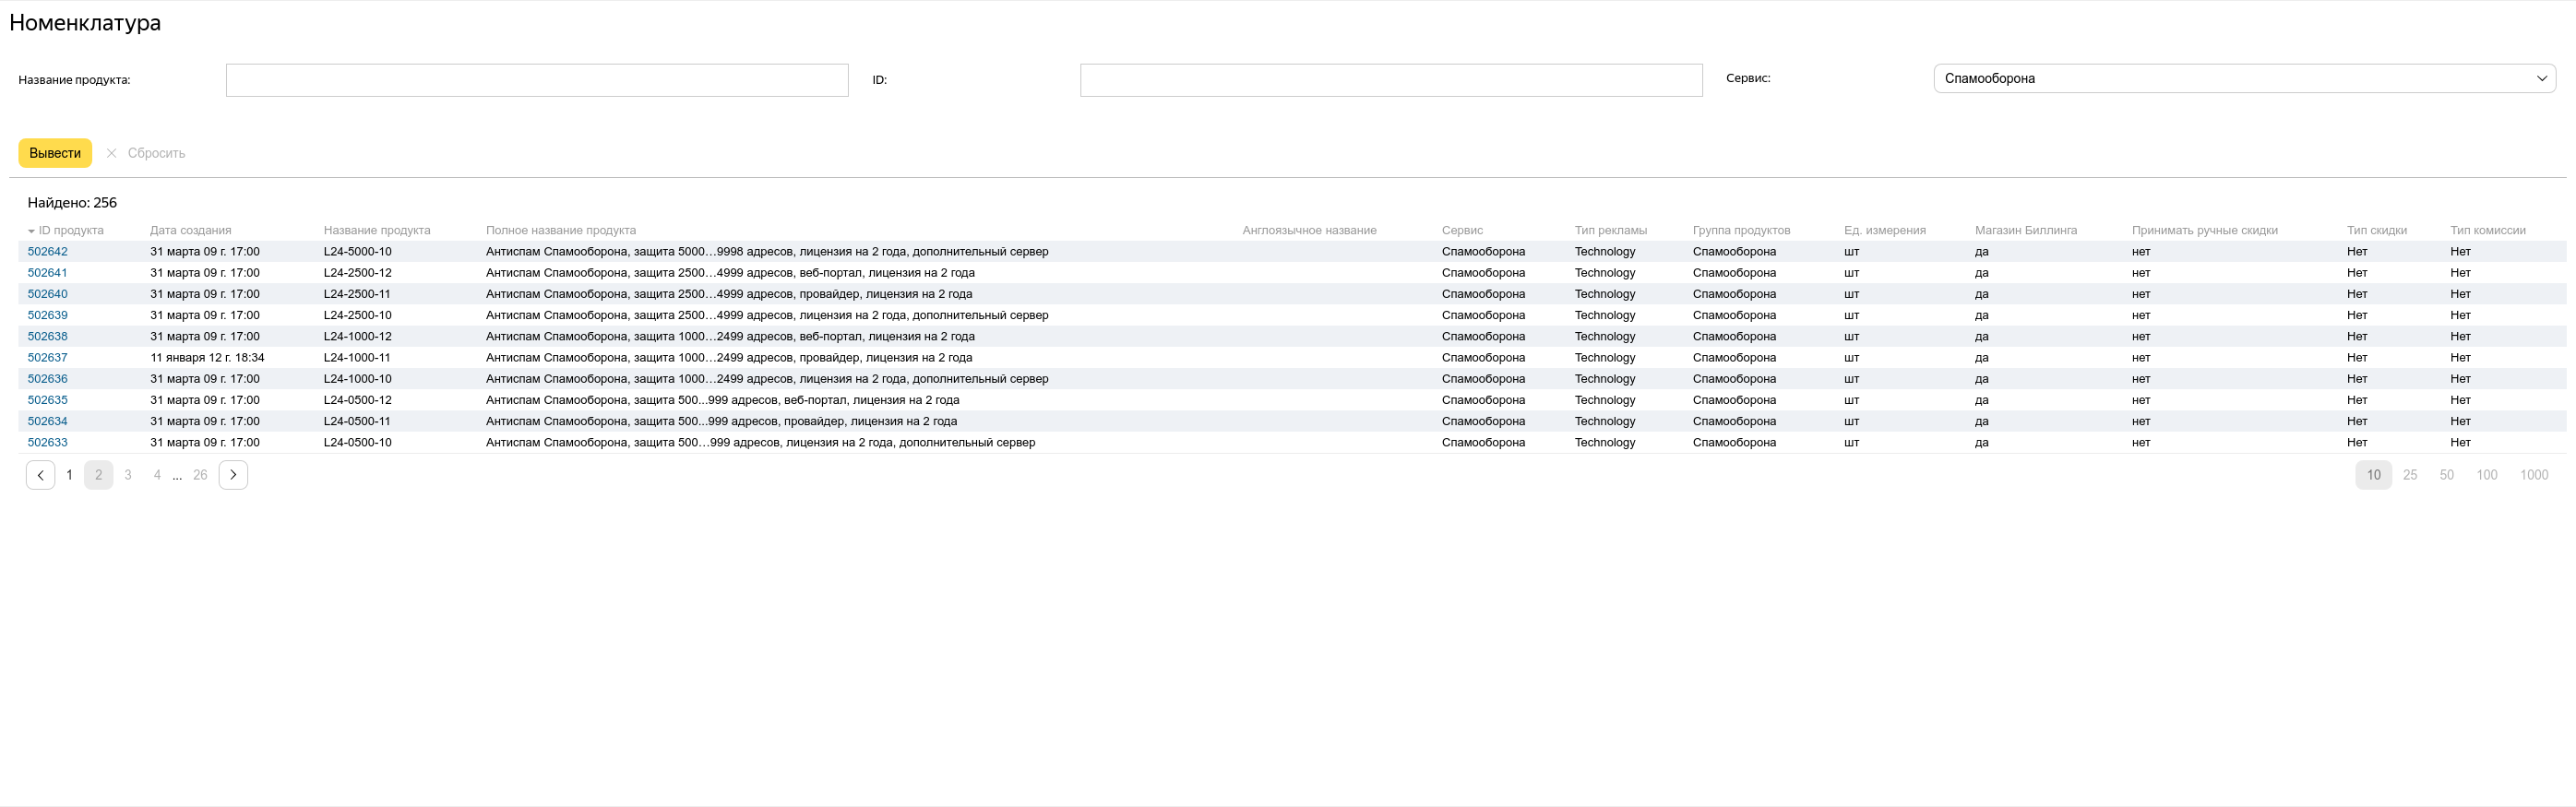 Номенклатура
Название продукта: ID: Сервис: Спамооборона
Вывести Сбросить
Найдено: 256
ID продукта Дата создания Название продукта Полное название продукта Англоязычное название Сервис Тип рекламы Группа продуктов Ед. измерения Магазин Биллинга Принимать ручные скидки Тип скидки Тип комиссии
502642 31 марта 09 г. 17:00 L24-5000-10 Антиспам Спамооборона, защита 5000…9998 адресов, лицензия на 2 года, дополнительный сервер Спамооборона Technology Спамооборона шт да нет Нет Нет
502641 31 марта 09 г. 17:00 L24-2500-12 Антиспам Спамооборона, защита 2500…4999 адресов, веб-портал, лицензия на 2 года Спамооборона Technology Спамооборона шт да нет Нет Нет
502640 31 марта 09 г. 17:00 L24-2500-11 Антиспам Спамооборона, защита 2500…4999 адресов, провайдер, лицензия на 2 года Спамооборона Technology Спамооборона шт да нет Нет Нет
502639 31 марта 09 г. 17:00 L24-2500-10 Антиспам Спамооборона, защита 2500…4999 адресов, лицензия на 2 года, дополнительный сервер Спамооборона Technology Спамооборона шт да нет Нет Нет
502638 31 марта 09 г. 17:00 L24-1000-12 Антиспам Спамооборона, защита 1000…2499 адресов, веб-портал, лицензия на 2 года Спамооборона Technology Спамооборона шт да нет Нет Нет
502637 11 января 12 г. 18:34 L24-1000-11 Антиспам Спамооборона, защита 1000…2499 адресов, провайдер, лицензия на 2 года Спамооборона Technology Спамооборона шт да нет Нет Нет
502636 31 марта 09 г. 17:00 L24-1000-10 Антиспам Спамооборона, защита 1000…2499 адресов, лицензия на 2 года, дополнительный сервер Спамооборона Technology Спамооборона шт да нет Нет Нет
502635 31 марта 09 г. 17:00 L24-0500-12 Антиспам Спамооборона, защита 500...999 адресов, веб-портал, лицензия на 2 года Спамооборона Technology Спамооборона шт да нет Нет Нет
502634 31 марта 09 г. 17:00 L24-0500-11 Антиспам Спамооборона, защита 500...999 адресов, провайдер, лицензия на 2 года Спамооборона Technology Спамооборона шт да нет Нет Нет
502633 31 марта 09 г. 17:00 L24-0500-10 Антиспам Спамооборона, защита 500…999 адресов, лицензия на 2 года, дополнительный сервер Спамооборона Technology Спамооборона шт да нет Нет Нет
1 2 3 4 ... 26 10 25 50 100 1000